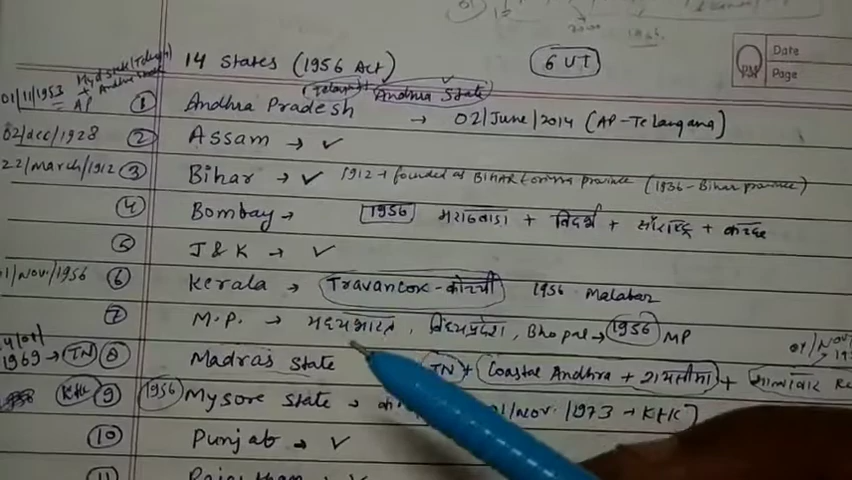 14 States (1956 Act) 6 UT
Date
Page
01/11/1953 AP ① Andhra Pradesh Andhra State → 02/June/2014 (AP-Telangana)
02/dec/1928 ② Assam → ✓
22/March/1912 ③ Bihar → ✓ 1912 → founded as BIHAR & orissa province (1936-Bihar province)
④ Bombay → 1956 मराठवाडा + विदर्भ + सौराष्ट्र + कच्छ
⑤ J & K → ✓
01/Nov/1956 ⑥ Kerala → Travancore-कोच्ची 1956 Malabar
⑦ M.P. → मध्यभारत, विंध्यप्रदेश, Bhopal → 1956 MP
1969 → TN ⑧ Madras State TN + Coastal Andhra + रायलसीमा +
⑨ 1956 Mysore State → 01/Nov/1973 →
⑩ Punjab → ✓
11 Rajasthan